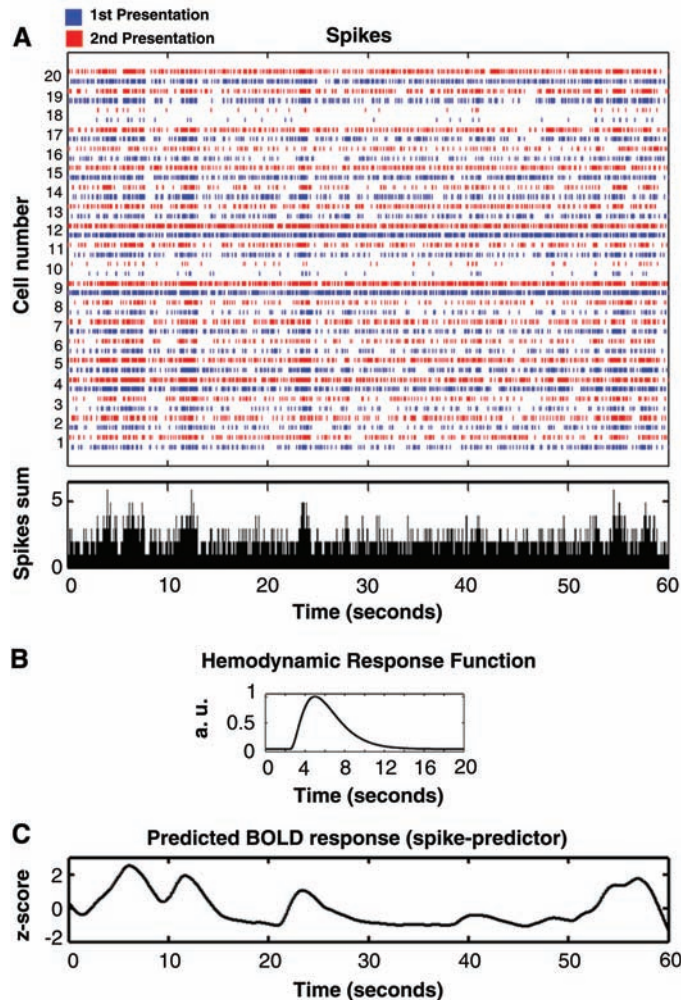 1st Presentation
2nd Presentation
A
Spikes
Cell number
20
19
18
17
16
15
14
13
12
11
10
9
8
7
6
5
4
3
2
1
Spikes sum
5
0
0 10 20 30 40 50 60
Time (seconds)
B
Hemodynamic Response Function
a. u.
1
0.5
0
0 4 8 12 16 20
Time (seconds)
C
Predicted BOLD response (spike-predictor)
z-score
2
0
-2
0 10 20 30 40 50 60
Time (seconds)